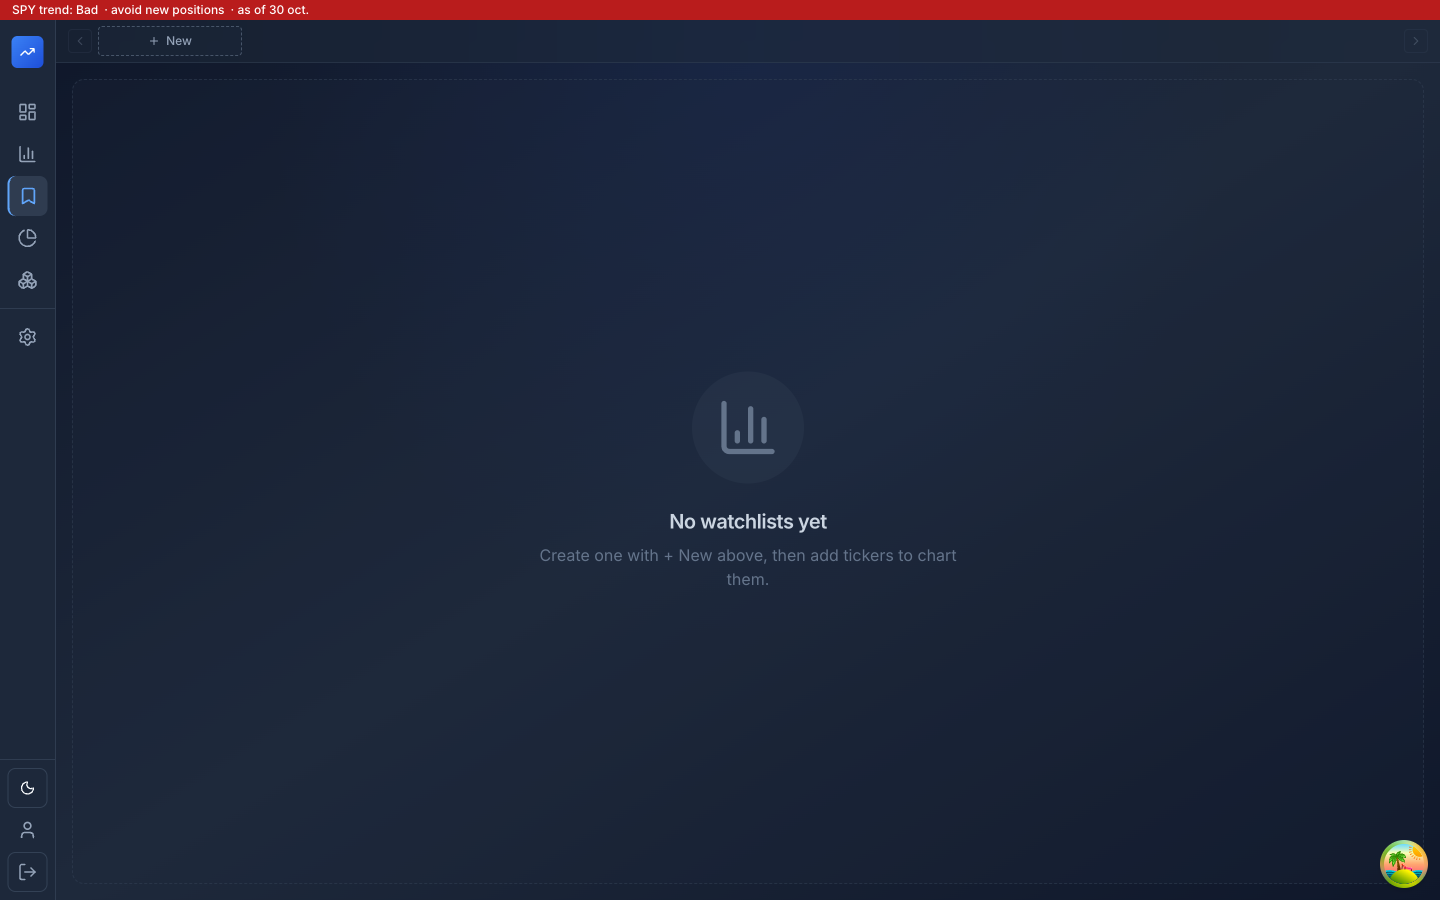 SPY trend: Bad · avoid new positions · as of 30 oct.
+ New
No watchlists yet
Create one with + New above, then add tickers to chart
them.